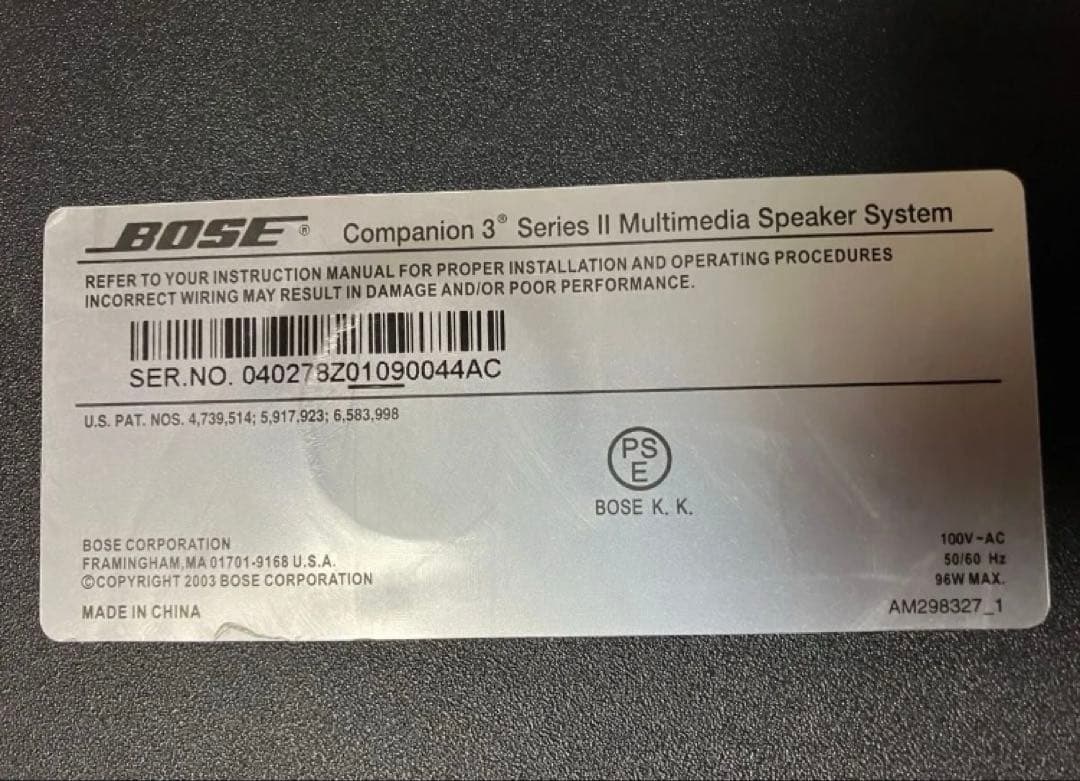 BOSE® Companion 3® Series II Multimedia Speaker System
REFER TO YOUR INSTRUCTION MANUAL FOR PROPER INSTALLATION AND OPERATING PROCEDURES
INCORRECT WIRING MAY RESULT IN DAMAGE AND/OR POOR PERFORMANCE.
SER.NO. 040278Z01090044AC
U.S. PAT. NOS. 4,739,514; 5,917,923; 6,583,998
PS
E
BOSE K. K.
BOSE CORPORATION
FRAMINGHAM,MA 01701-9168 U.S.A.
©COPYRIGHT 2003 BOSE CORPORATION
MADE IN CHINA
100V~AC
50/60 Hz
96W MAX.
AM298327_1